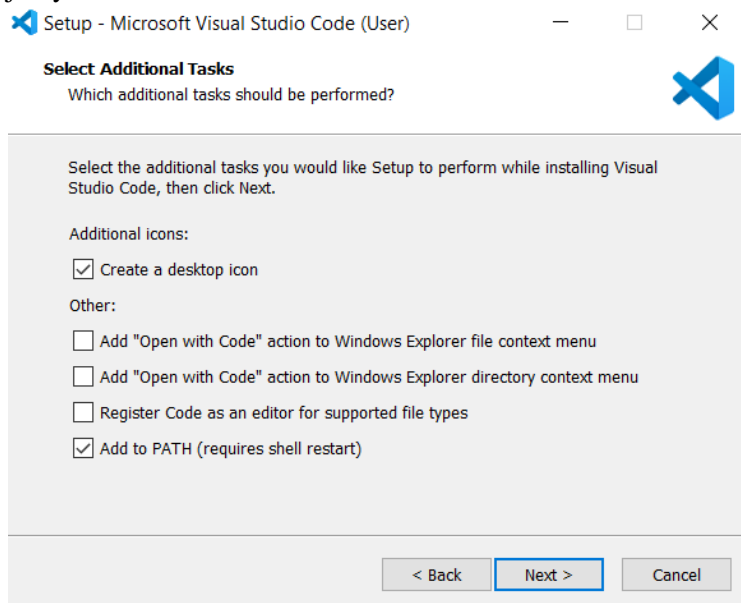 Setup - Microsoft Visual Studio Code (User)
Select Additional Tasks
Which additional tasks should be performed?
Select the additional tasks you would like Setup to perform while installing Visual
Studio Code, then click Next.
Additional icons:
Create a desktop icon
Other:
Add "Open with Code" action to Windows Explorer file context menu
Add "Open with Code" action to Windows Explorer directory context menu
Register Code as an editor for supported file types
Add to PATH (requires shell restart)
< Back
Next >
Cancel